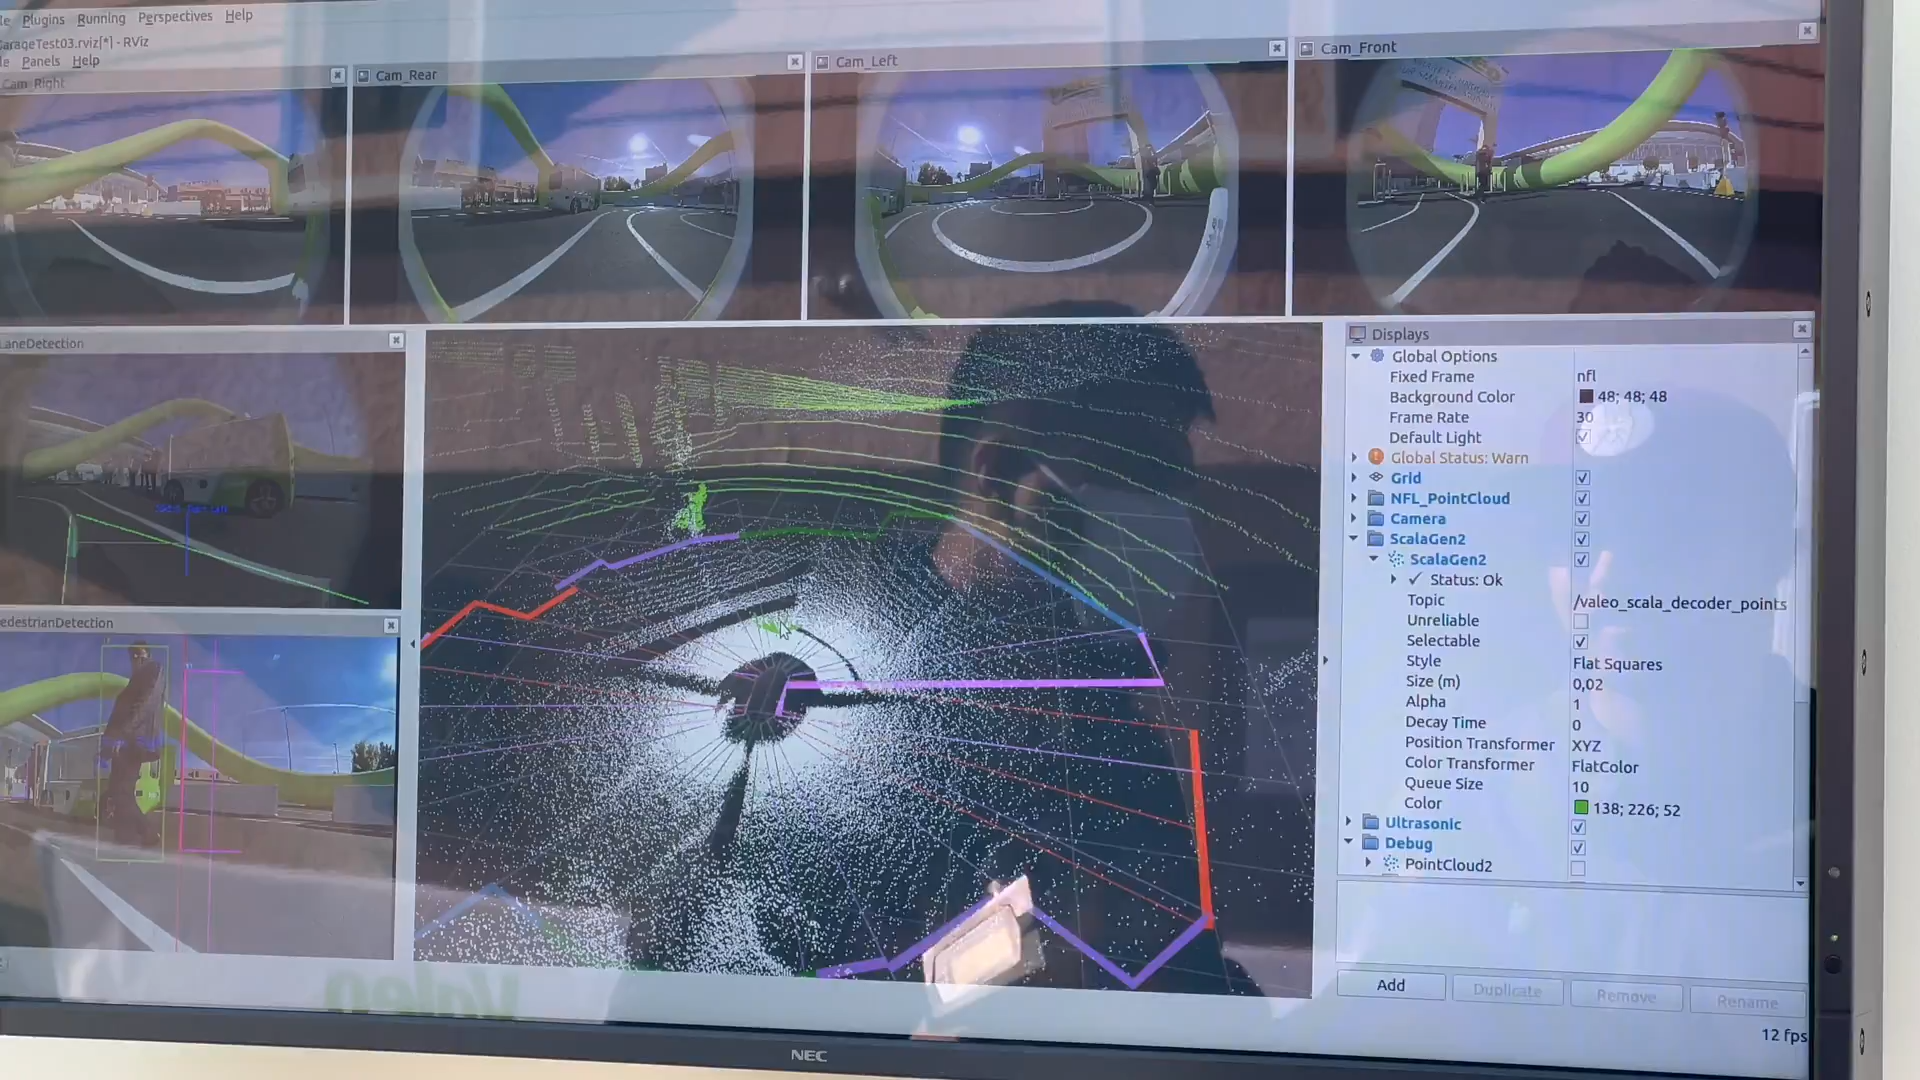 le Plugins Running Perspectives Help
arageTest03.rviz[*] - RViz
le Panels Help
Cam_Right
Cam_Rear
Cam_Left
Cam_Front
LaneDetection
edestrianDetection
Displays
Global Options
Fixed Frame nfl
Background Color 48; 48; 48
Frame Rate 30
Default Light
Global Status: Warn
Grid
NFL_PointCloud
Camera
ScalaGen2
ScalaGen2
Status: Ok
Topic /valeo_scala_decoder_points
Unreliable
Selectable
Style Flat Squares
Size (m) 0,02
Alpha 1
Decay Time 0
Position Transformer XYZ
Color Transformer FlatColor
Queue Size 10
Color 138; 226; 52
Ultrasonic
Debug
PointCloud2
Add Duplicate Remove Rename
12 fps
Valeo
NEC